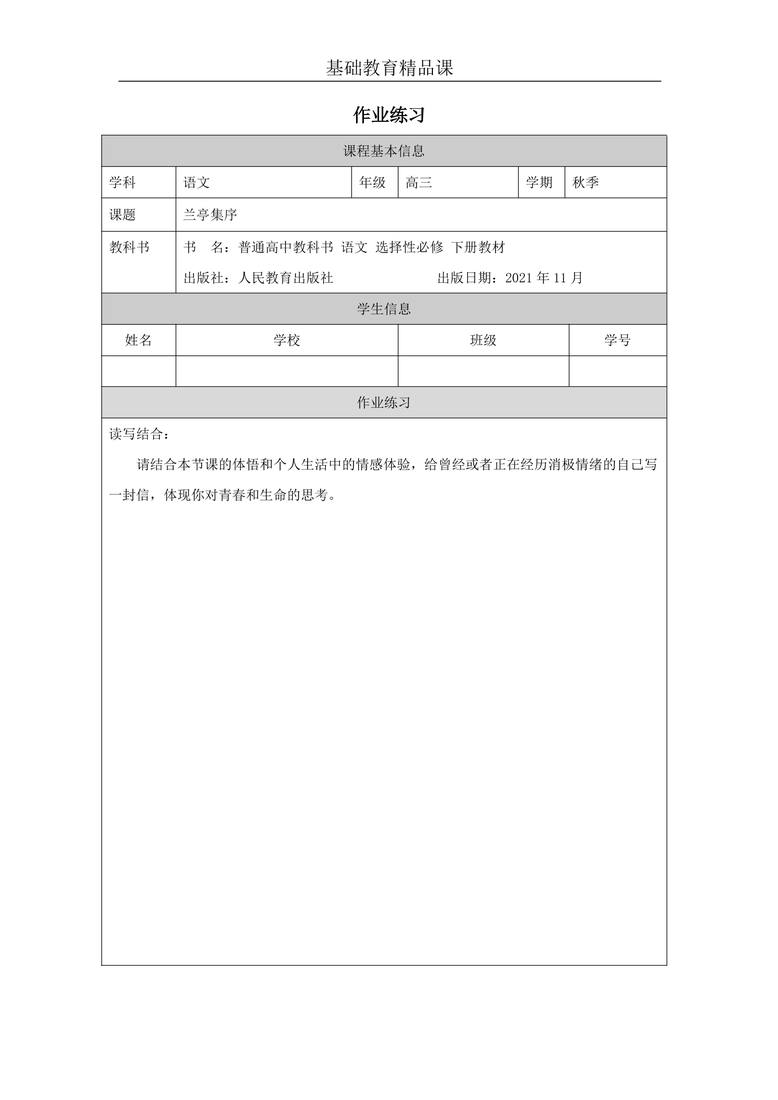 基础教育精品课
作业练习
课程基本信息
学科 语文 年级 高三 学期 秋季
课题 兰亭集序
教科书 书 名：普通高中教科书 语文 选择性必修 下册教材
出版社：人民教育出版社 出版日期：2021 年 11 月
学生信息
姓名 学校 班级 学号
作业练习
读写结合：
请结合本节课的体悟和个人生活中的情感体验，给曾经或者正在经历消极情绪的自己写
一封信，体现你对青春和生命的思考。